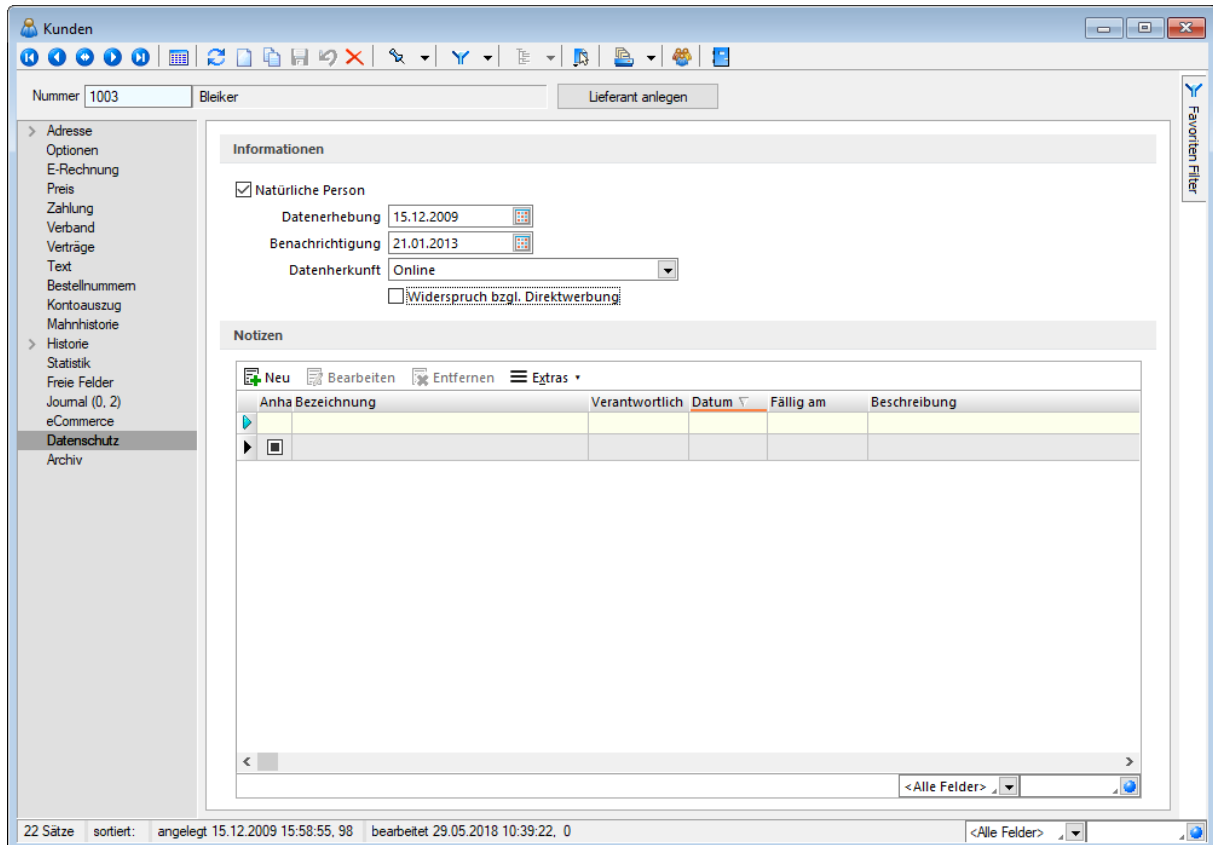 Kunden
Nummer 1003 Bleiker Lieferant anlegen
Favoriten Filter
Adresse
Optionen
E-Rechnung
Preis
Zahlung
Verband
Verträge
Text
Bestellnummern
Kontoauszug
Mahnhistorie
Historie
Statistik
Freie Felder
Journal (0, 2)
eCommerce
Datenschutz
Archiv
Informationen
Natürliche Person
Datenerhebung 15.12.2009
Benachrichtigung 21.01.2013
Datenherkunft Online
Widerspruch bzgl. Direktwerbung
Notizen
Neu Bearbeiten Entfernen Extras
Anha Bezeichnung Verantwortlich Datum Fällig am Beschreibung
<Alle Felder>
22 Sätze sortiert: angelegt 15.12.2009 15:58:55, 98 bearbeitet 29.05.2018 10:39:22, 0 <Alle Felder>